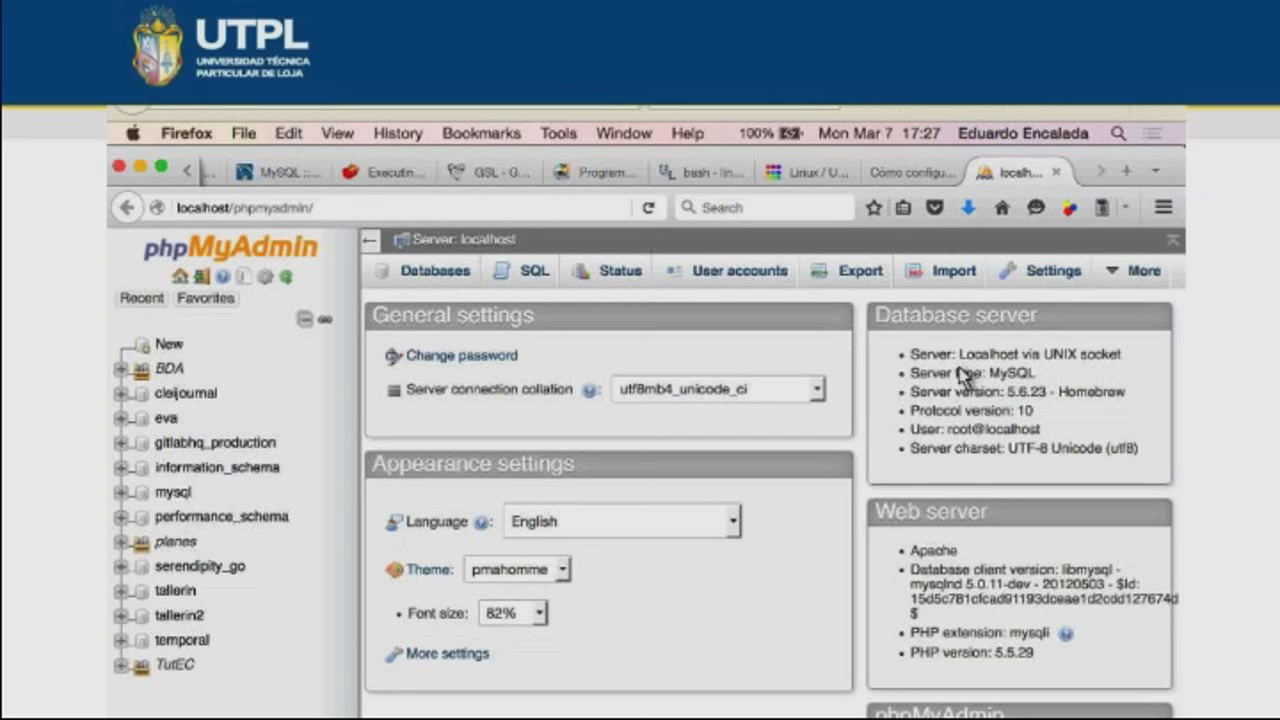 UTPL
UNIVERSIDAD TÉCNICA
PARTICULAR DE LOJA
Firefox File Edit View History Bookmarks Tools Window Help 100% Mon Mar 7 17:27 Eduardo Encalada
... MySQL ::... Executin... GSL - G... Program... bash - lin... Linux / U... Cómo configu... localh...
localhost/phpmyadmin/ Search
phpMyAdmin
Server: localhost
Databases SQL Status User accounts Export Import Settings More
Recent Favorites
New
BDA
cleijournal
eva
gitlabhq_production
information_schema
mysql
performance_schema
planes
serendipity_go
tallerin
tallerin2
temporal
TutEC
General settings
Change password
Server connection collation : utf8mb4_unicode_ci
Appearance settings
Language : English
Theme: pmahomme
• Font size: 82%
More settings
Database server
• Server: Localhost via UNIX socket
• Server type: MySQL
• Server version: 5.6.23 - Homebrew
• Protocol version: 10
• User: root@localhost
• Server charset: UTF-8 Unicode (utf8)
Web server
• Apache
• Database client version: libmysql -
mysqlnd 5.0.11-dev - 20120503 - $Id:
$
• PHP extension: mysqli
• PHP version: 5.5.29
phpMyAdmin